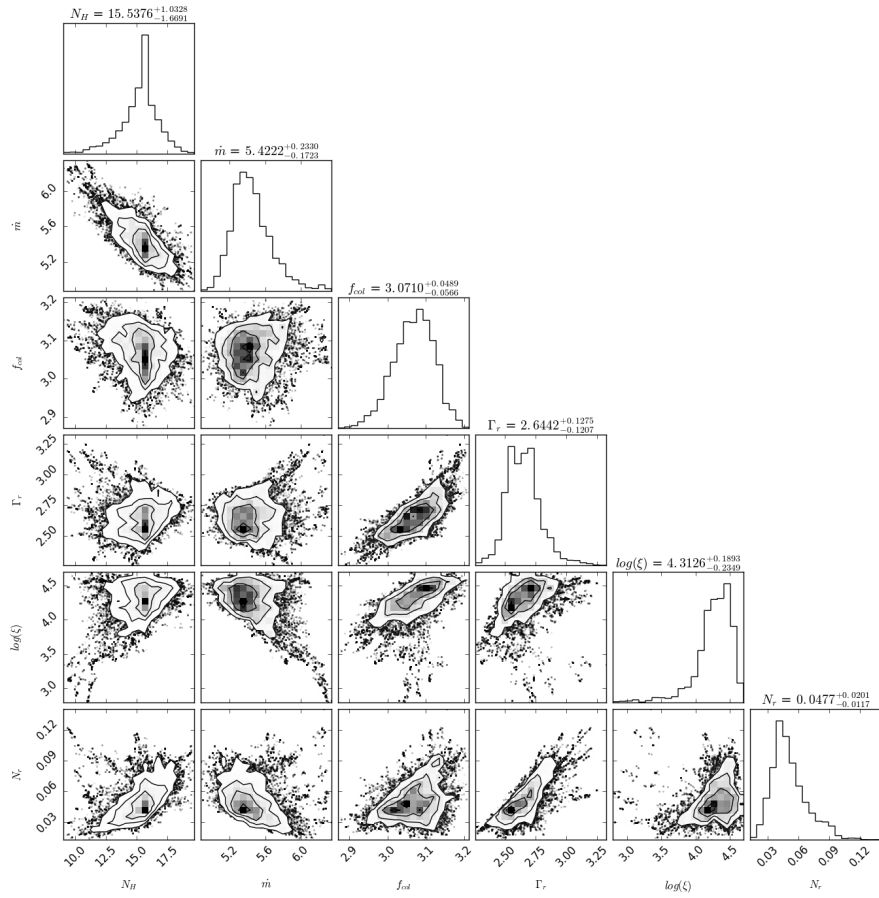 N_H = 15.5376^{+1.0328}_{-1.6691}
ṁ = 5.4222^{+0.2330}_{-0.1723}
6.0
5.6
5.2
ṁ
f_{col} = 3.0710^{+0.0489}_{-0.0566}
3.2
3.1
3.0
2.9
f_{col}
Γ_r = 2.6442^{+0.1275}_{-0.1207}
3.25
3.00
2.75
2.50
Γ_r
log(ξ) = 4.3126^{+0.1893}_{-0.2349}
4.5
4.0
3.5
3.0
log(ξ)
N_r = 0.0477^{+0.0201}_{-0.0117}
0.12
0.09
0.06
0.03
N_r
10.0 12.5 15.0 17.5
5.2 5.6 6.0
2.9 3.0 3.1 3.2
2.50 2.75 3.00 3.25
3.0 3.5 4.0 4.5
0.03 0.06 0.09 0.12
N_H ṁ f_{col} Γ_r log(ξ) N_r